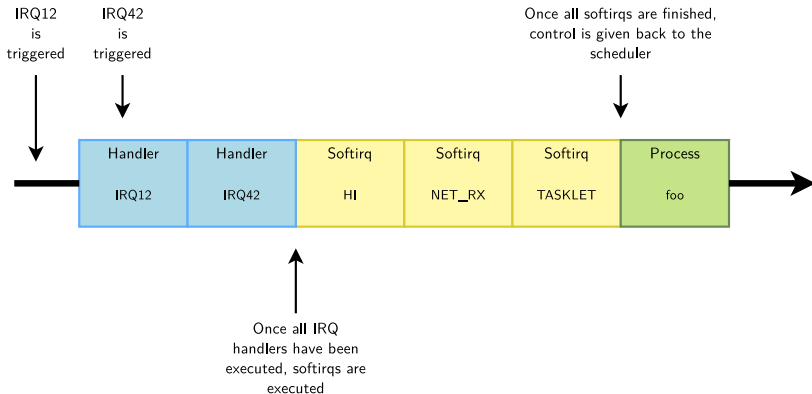 IRQ12
is
triggered
IRQ42
is
triggered
Once all softirqs are finished,
control is given back to the
scheduler
Handler
IRQ12
Handler
IRQ42
Softirq
HI
Softirq
NET_RX
Softirq
TASKLET
Process
foo
Once all IRQ
handlers have been
executed, softirqs are
executed